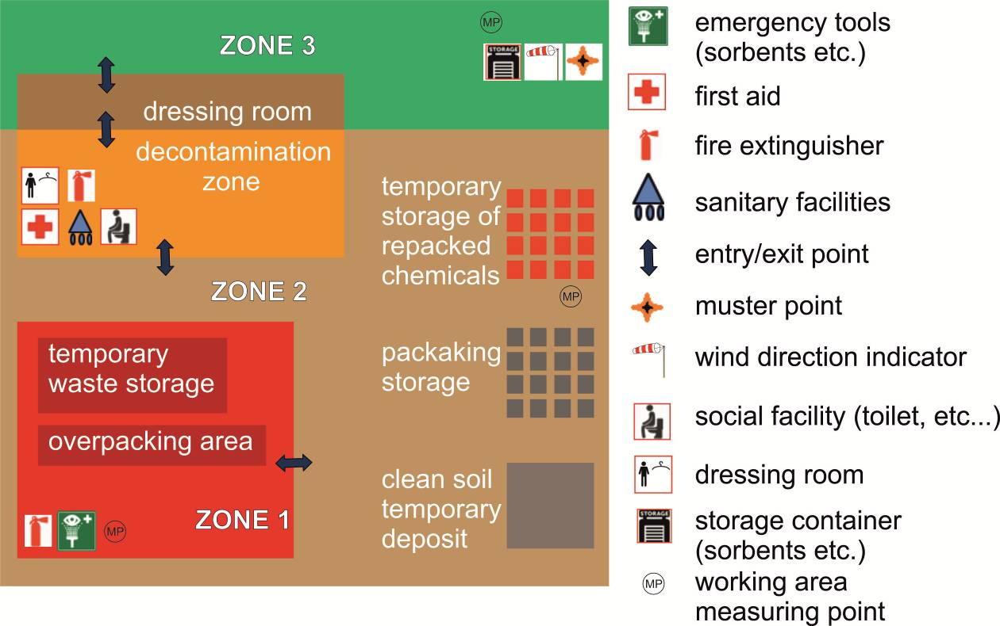 ZONE 3
MP
STORAGE
dressing room
decontamination
zone
temporary
storage of
repacked
chemicals
MP
ZONE 2
temporary
waste storage
overpacking area
ZONE 1
MP
packaking
storage
clean soil
temporary
deposit
emergency tools
(sorbents etc.)
first aid
fire extinguisher
sanitary facilities
entry/exit point
muster point
wind direction indicator
social facility (toilet, etc...)
dressing room
STORAGE
storage container
(sorbents etc.)
MP
working area
measuring point